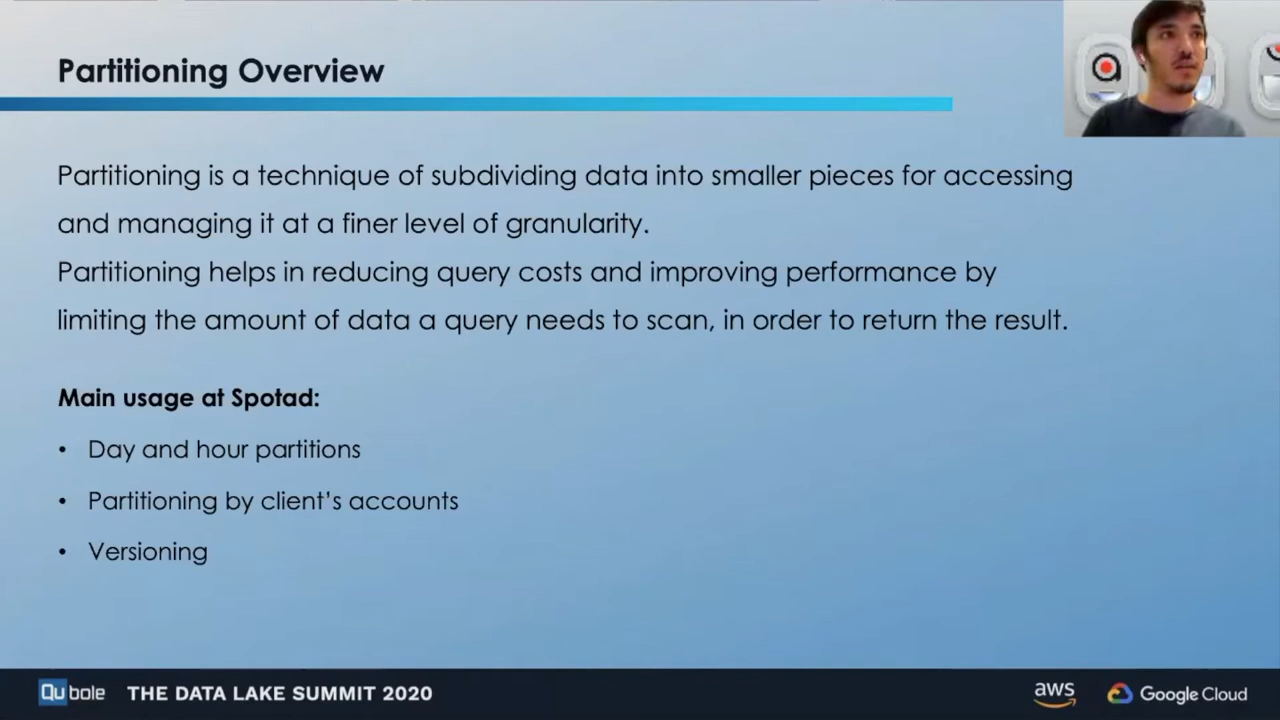 Partitioning Overview
Partitioning is a technique of subdividing data into smaller pieces for accessing
and managing it at a finer level of granularity.
Partitioning helps in reducing query costs and improving performance by
limiting the amount of data a query needs to scan, in order to return the result.
Main usage at Spotad:
• Day and hour partitions
• Partitioning by client's accounts
• Versioning
Qubole THE DATA LAKE SUMMIT 2020 aws Google Cloud